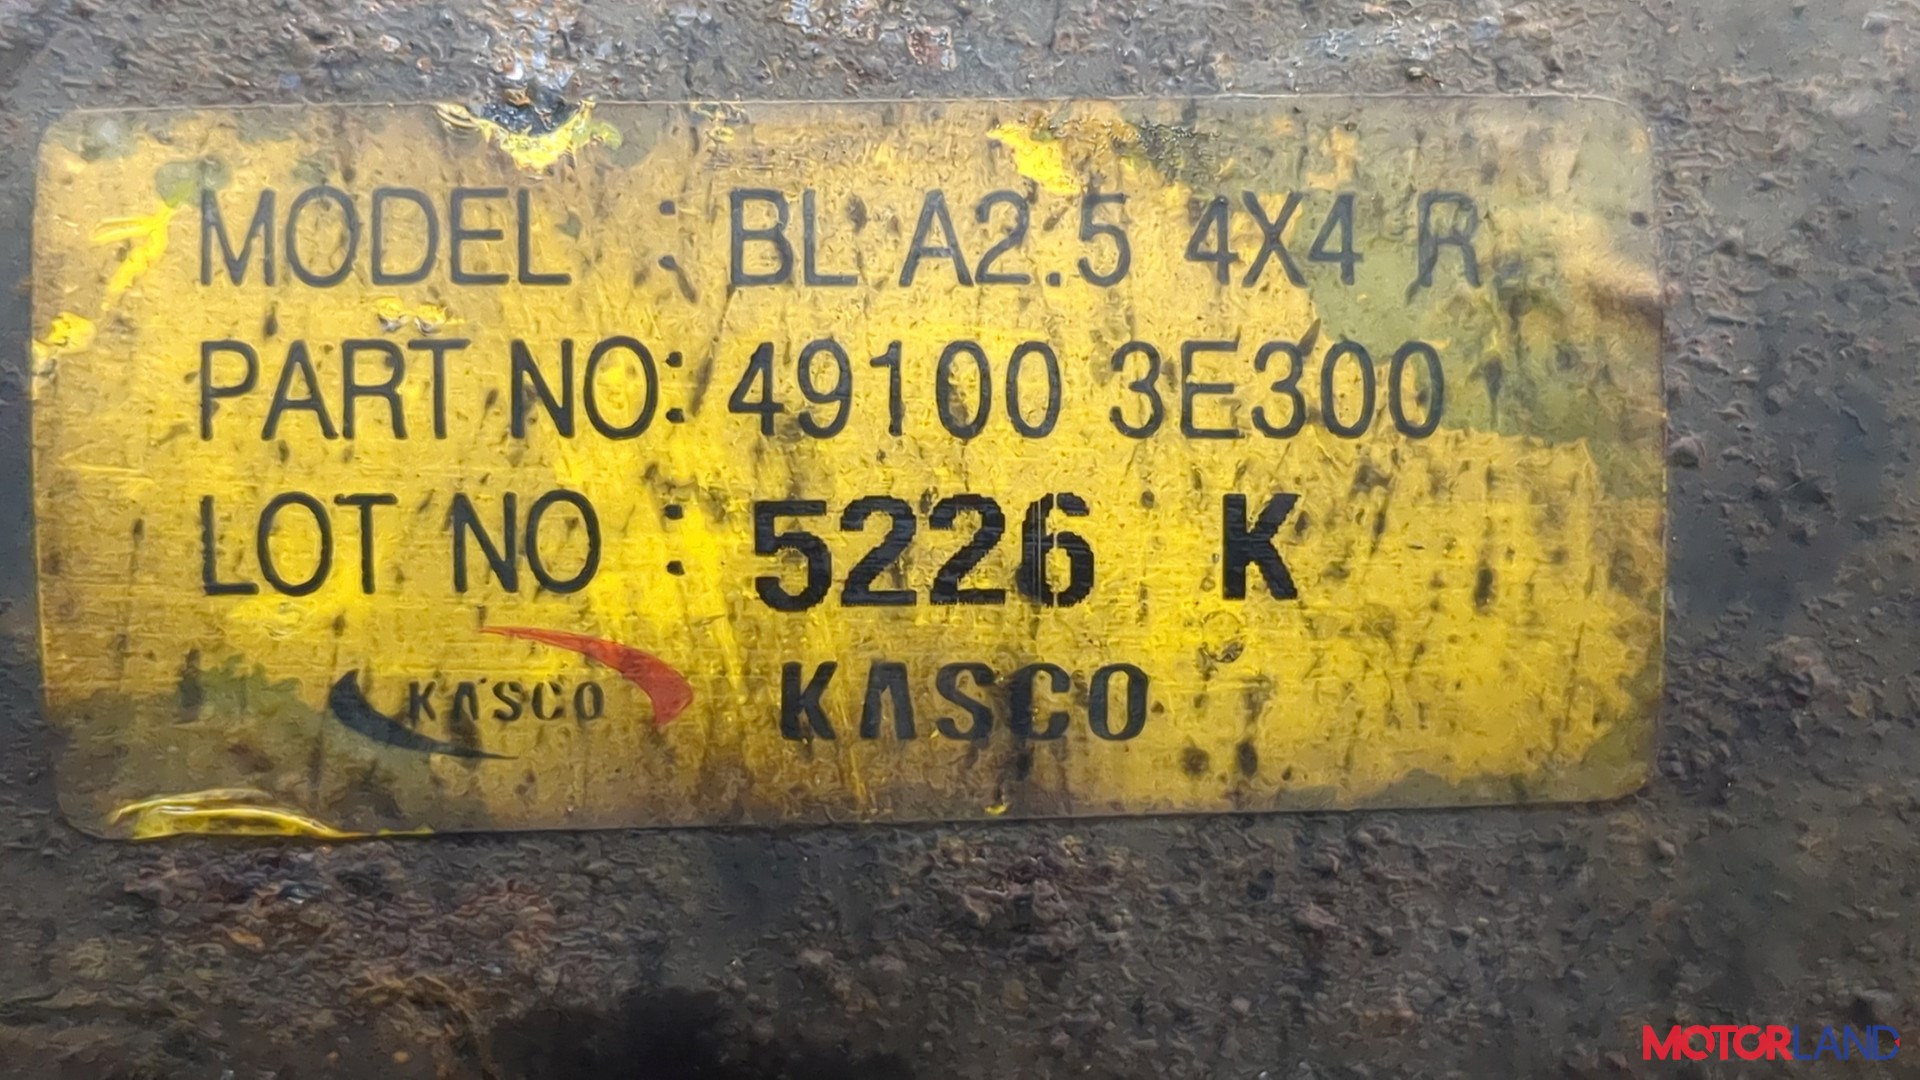 MODEL : BL A2.5 4X4 R
PART NO: 49100 3E300
LOT NO : 5226 K
KASCO KASCO
MOTORLAND